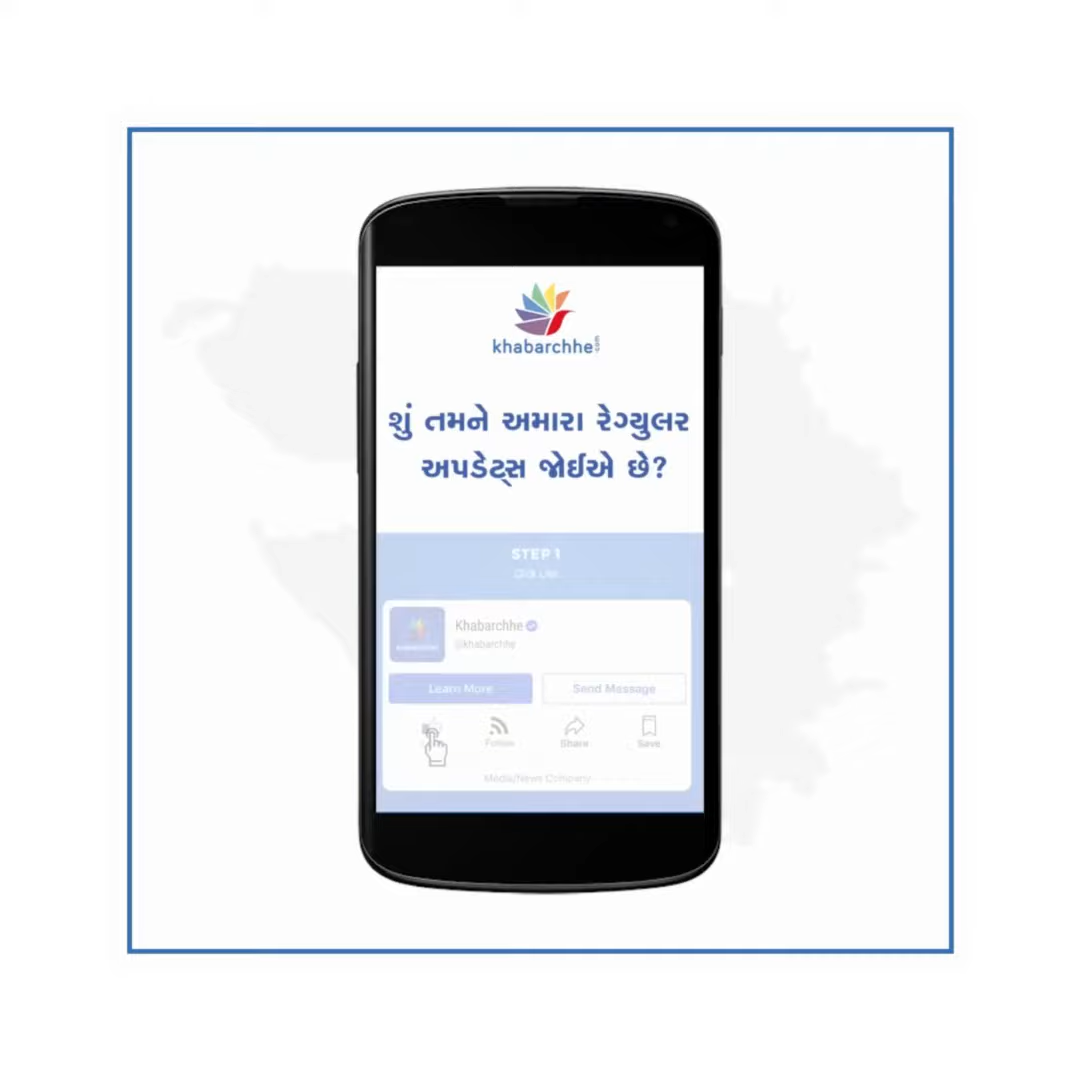 khabarchhe.com
શું તમને અમારા રેગ્યુલર
અપડેટ્સ જોઈએ છે?
STEP 1
Click Like
Khabarchhe
@khabarchhe
Learn More
Send Message
Follow
Share
Save
Media/News Company